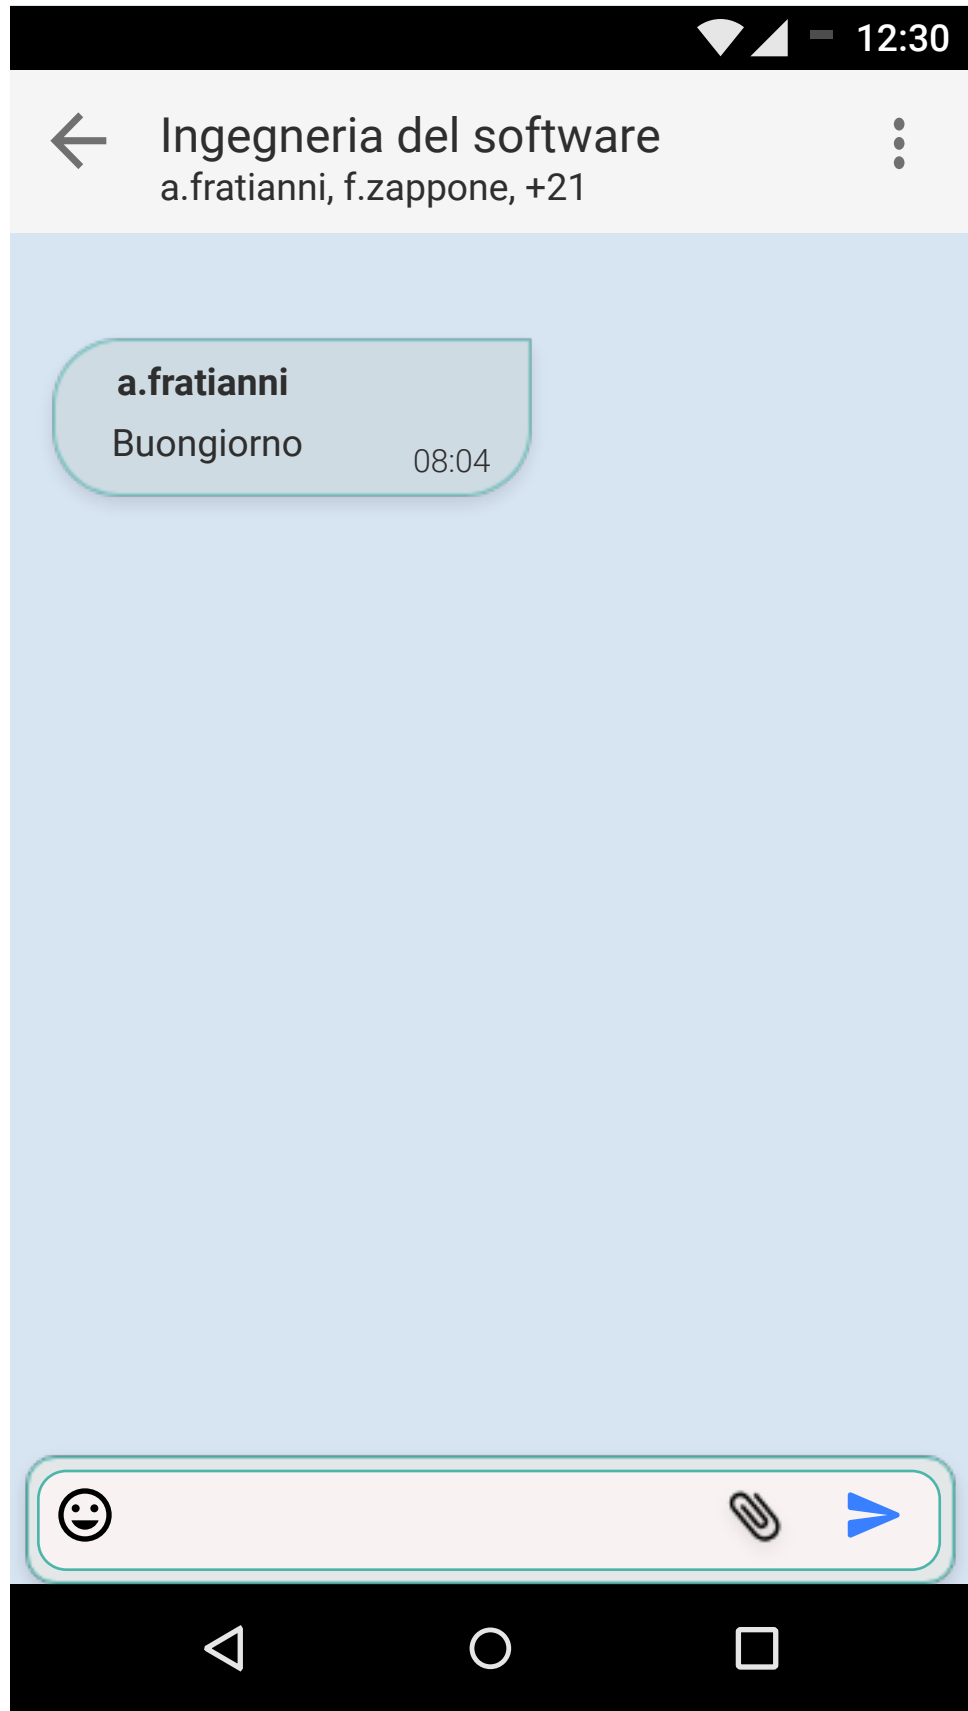 12:30
Ingegneria del software
a.fratianni, f.zappone, +21
a.fratianni
Buongiorno
08:04